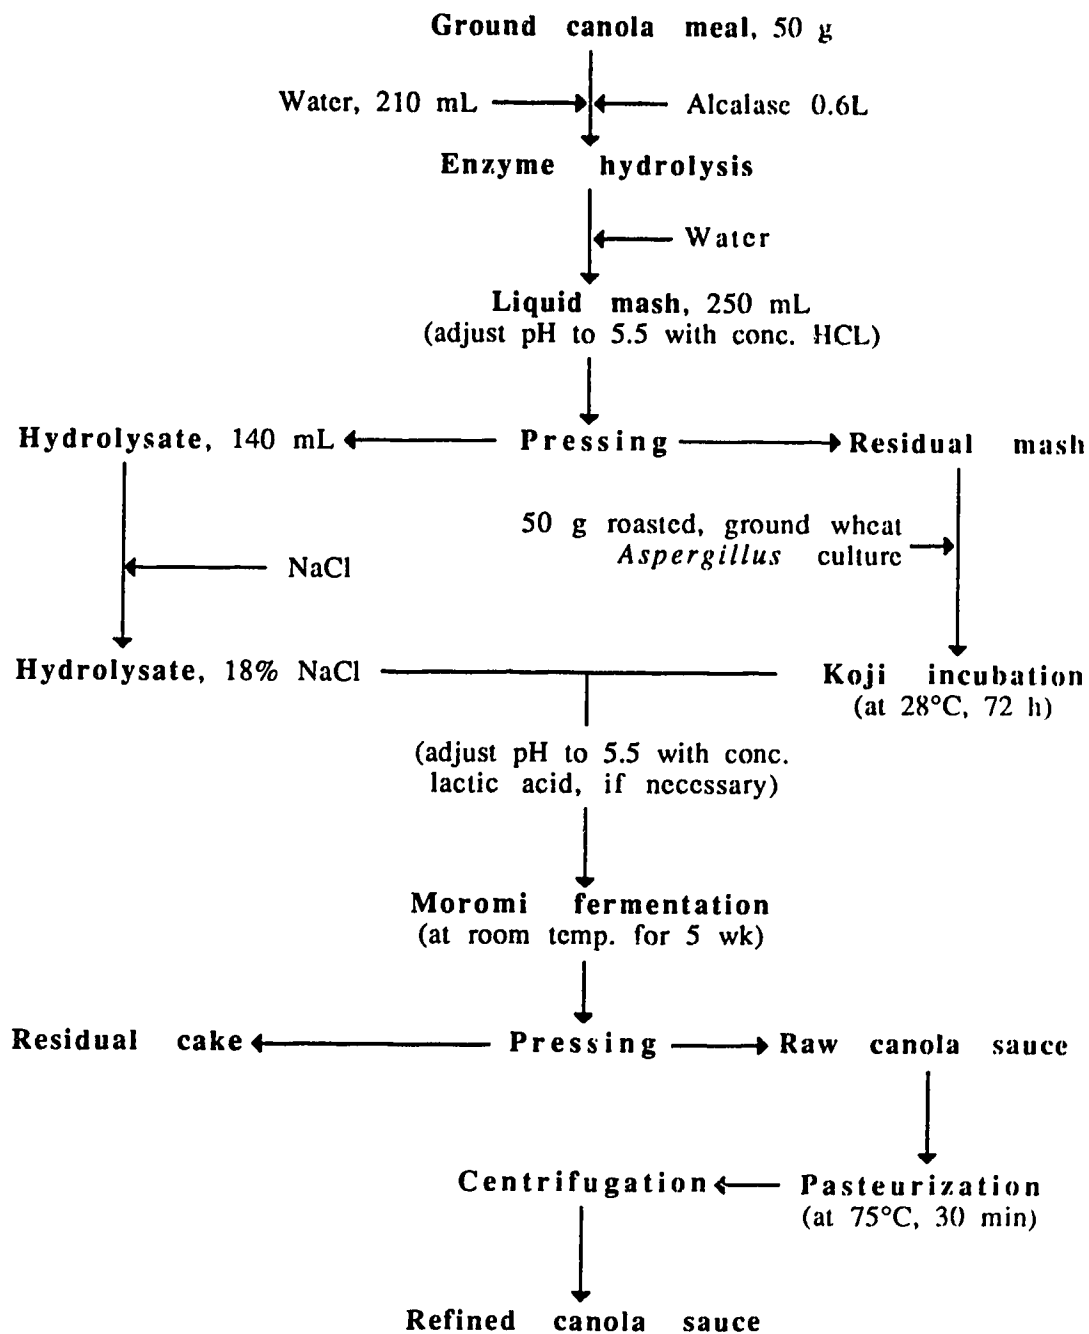 Ground canola meal, 50 g
Water, 210 mL
Alcalase 0.6L
Enzyme hydrolysis
Water
Liquid mash, 250 mL
(adjust pH to 5.5 with conc. HCL)
Hydrolysate, 140 mL
Pressing
Residual mash
50 g roasted, ground wheat
Aspergillus culture
NaCl
Hydrolysate, 18% NaCl
Koji incubation
(at 28°C, 72 h)
(adjust pH to 5.5 with conc.
lactic acid, if necessary)
Moromi fermentation
(at room temp. for 5 wk)
Residual cake
Pressing
Raw canola sauce
Centrifugation
Pasteurization
(at 75°C, 30 min)
Refined canola sauce